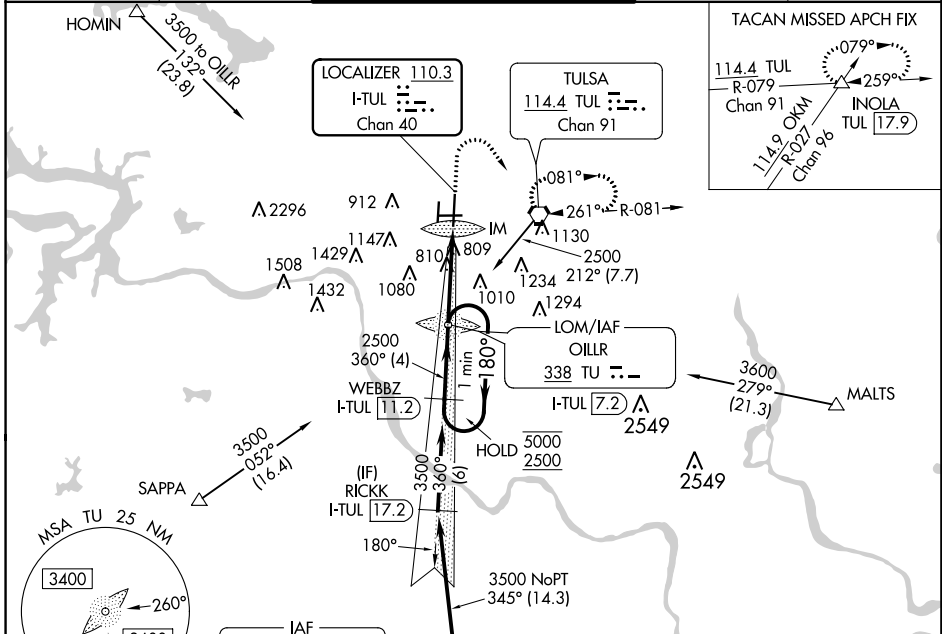 HOMIN
3500 to OILLR
132°
(23.8)
LOCALIZER 110.3
I-TUL
Chan 40
TULSA
114.4 TUL
Chan 91
TACAN MISSED APCH FIX
079°
114.4 TUL
R-079
Chan 91
259°
INOLA
TUL 17.9
114.9 OKM
R-027
Chan 96
2296
912
IM
081°
261°
R-081
1130
1147
1429
810
809
2500
212° (7.7)
1508
1432
1080
1010
1234
1294
LOM/IAF
OILLR
338 TU
I-TUL 7.2
2549
2500
360° (4)
1 min
180°
WEBBZ
I-TUL 11.2
HOLD
5000
2500
3600
279°
(21.3)
MALTS
2549
3500
052°
(16.4)
SAPPA
(IF)
RICKK
I-TUL 17.2
3500
360°
(6)
180°
3500 NoPT
345° (14.3)
MSA TU 25 NM
3400
260°
IAF